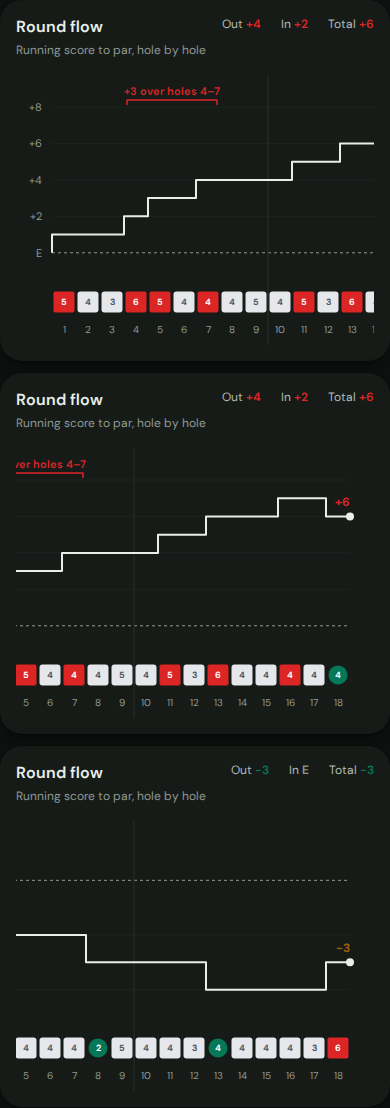 Round flow
Out +4 In +2 Total +6
Running score to par, hole by hole
+3 over holes 4–7
+8
+6
+4
+2
E
5 4 3 6 5 4 4 4 5 4 5 3 6
1 2 3 4 5 6 7 8 9 10 11 12 13
Round flow
Out +4 In +2 Total +6
Running score to par, hole by hole
ver holes 4–7
+6
5 4 4 4 5 4 5 3 6 4 4 4 4 4
5 6 7 8 9 10 11 12 13 14 15 16 17 18
Round flow
Out −3 In E Total −3
Running score to par, hole by hole
−3
4 4 4 2 5 4 4 3 4 4 4 4 3 6
5 6 7 8 9 10 11 12 13 14 15 16 17 18